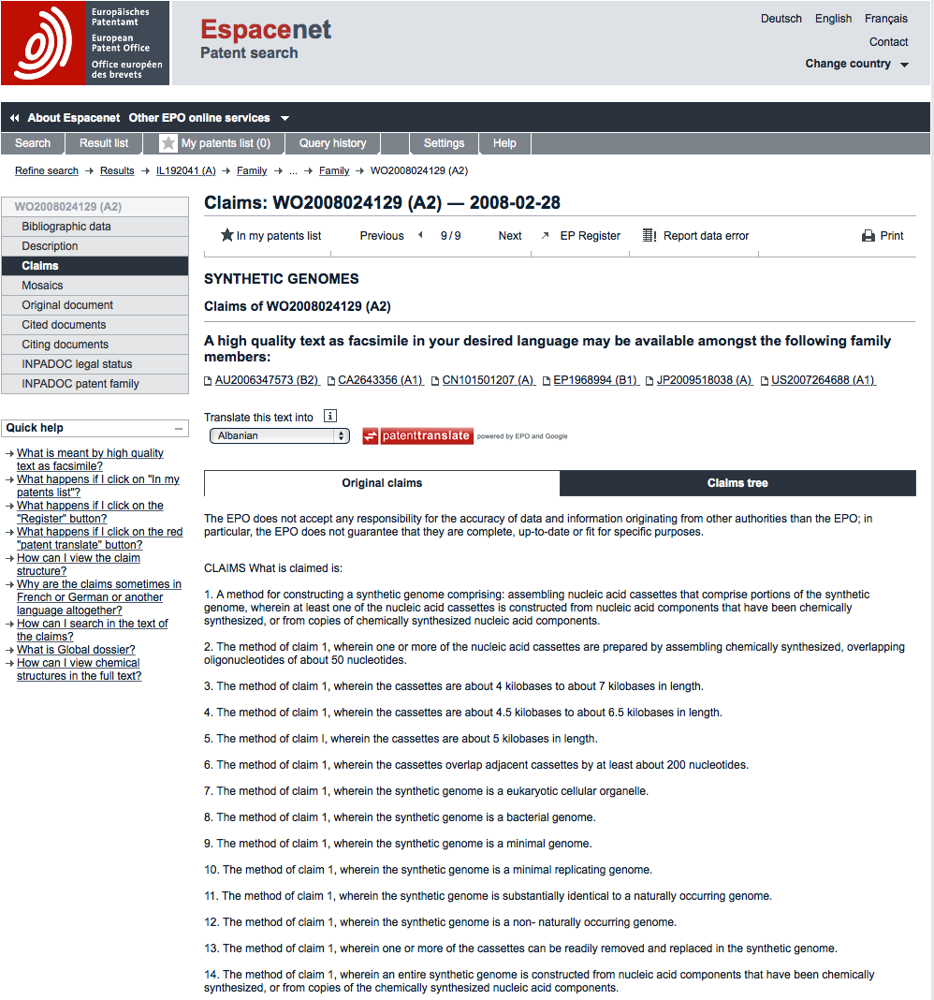 Europäisches
Patentamt
European
Patent Office
Office européen
des brevets
Espacenet
Patent search
Deutsch English Français
Contact
Change country
About Espacenet Other EPO online services
Search Result list My patents list (0) Query history Settings Help
Refine search → Results → IL192041 (A) → Family → ... → Family → WO2008024129 (A2)
WO2008024129 (A2)
Bibliographic data
Description
Claims
Mosaics
Original document
Cited documents
Citing documents
INPADOC legal status
INPADOC patent family
Quick help
→ What is meant by high quality
text as facsimile?
→ What happens if I click on "In my
patents list"?
→ What happens if I click on the
"Register" button?
→ What happens if I click on the red
"patent translate" button?
→ How can I view the claim
structure?
→ Why are the claims sometimes in
French or German or another
language altogether?
→ How can I search in the text of
the claims?
→ What is Global dossier?
→ How can I view chemical
structures in the full text?
Claims: WO2008024129 (A2) — 2008-02-28
In my patents list Previous 9 / 9 Next EP Register Report data error Print
SYNTHETIC GENOMES
Claims of WO2008024129 (A2)
A high quality text as facsimile in your desired language may be available amongst the following family
members:
AU2006347573 (B2) CA2643356 (A1) CN101501207 (A) EP1968994 (B1) JP2009518038 (A) US2007264688 (A1)
Translate this text into i
Albanian patenttranslate powered by EPO and Google
Original claims Claims tree
The EPO does not accept any responsibility for the accuracy of data and information originating from other authorities than the EPO; in
particular, the EPO does not guarantee that they are complete, up-to-date or fit for specific purposes.
CLAIMS What is claimed is:
1. A method for constructing a synthetic genome comprising: assembling nucleic acid cassettes that comprise portions of the synthetic
genome, wherein at least one of the nucleic acid cassettes is constructed from nucleic acid components that have been chemically
synthesized, or from copies of chemically synthesized nucleic acid components.
2. The method of claim 1, wherein one or more of the nucleic acid cassettes are prepared by assembling chemically synthesized, overlapping
oligonucleotides of about 50 nucleotides.
3. The method of claim 1, wherein the cassettes are about 4 kilobases to about 7 kilobases in length.
4. The method of claim 1, wherein the cassettes are about 4.5 kilobases to about 6.5 kilobases in length.
5. The method of claim l, wherein the cassettes are about 5 kilobases in length.
6. The method of claim 1, wherein the cassettes overlap adjacent cassettes by at least about 200 nucleotides.
7. The method of claim 1, wherein the synthetic genome is a eukaryotic cellular organelle.
8. The method of claim 1, wherein the synthetic genome is a bacterial genome.
9. The method of claim 1, wherein the synthetic genome is a minimal genome.
10. The method of claim 1, wherein the synthetic genome is a minimal replicating genome.
11. The method of claim 1, wherein the synthetic genome is substantially identical to a naturally occurring genome.
12. The method of claim 1, wherein the synthetic genome is a non- naturally occurring genome.
13. The method of claim 1, wherein one or more of the cassettes can be readily removed and replaced in the synthetic genome.
14. The method of claim 1, wherein an entire synthetic genome is constructed from nucleic acid components that have been chemically
synthesized, or from copies of the chemically synthesized nucleic acid components.